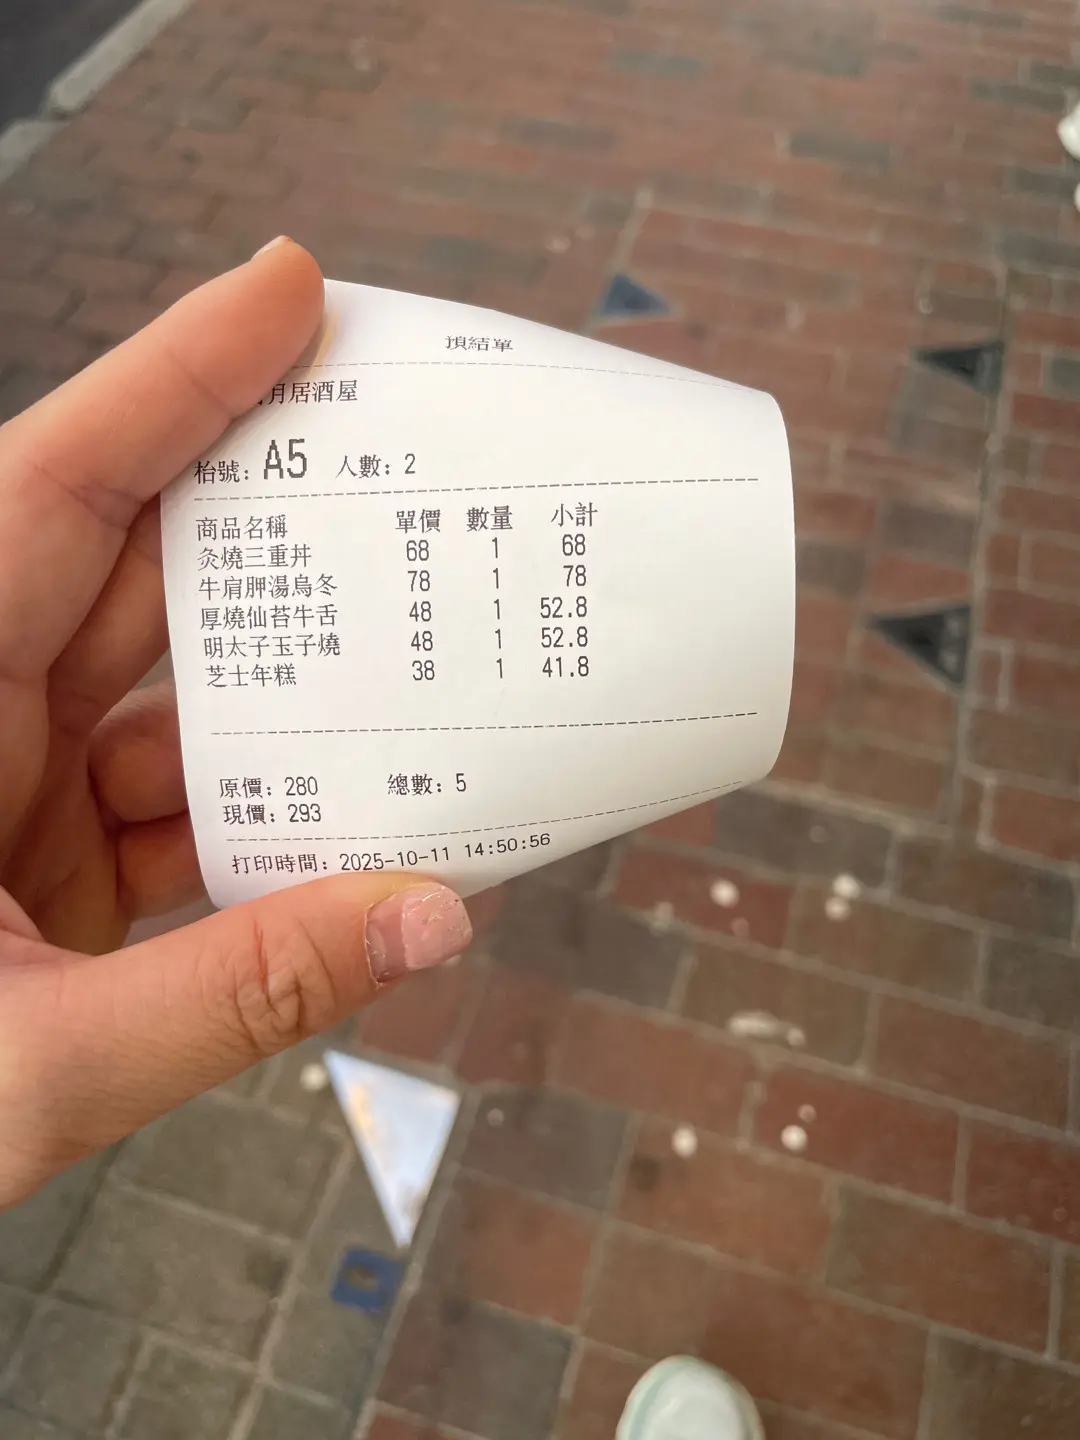 預結單
月居酒屋
枱號: A5 人數: 2
商品名稱 單價 數量 小計
灸燒三重丼 68 1 68
牛肩胛湯烏冬 78 1 78
厚燒仙苔牛舌 48 1 52.8
明太子玉子燒 48 1 52.8
芝士年糕 38 1 41.8
原價: 280 總數: 5
現價: 293
打印時間: 2025-10-11 14:50:56